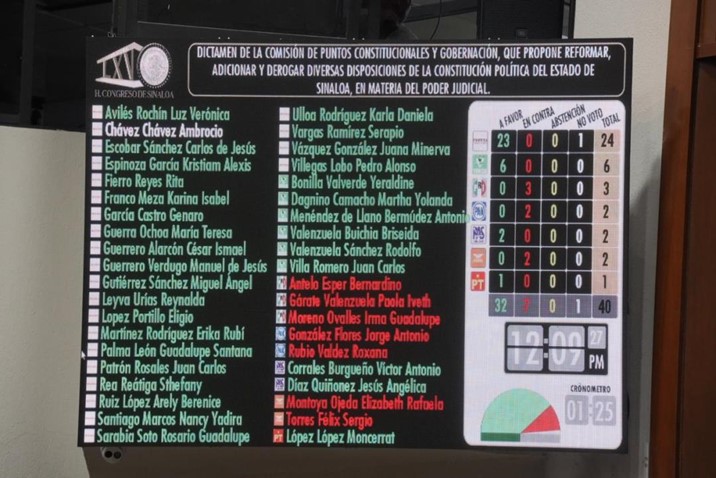 DICTAMEN DE LA COMISIÓN DE PUNTOS CONSTITUCIONALES Y GOBERNACIÓN, QUE PROPONE REFORMAR,
ADICIONAR Y DEROGAR DIVERSAS DISPOSICIONES DE LA CONSTITUCIÓN POLÍTICA DEL ESTADO DE
SINALOA, EN MATERIA DEL PODER JUDICIAL.
H. CONGRESO DE SINALOA
Avilés Rochín Luz Verónica
Chávez Chávez Ambrocio
Escobar Sánchez Carlos de Jesús
Espinoza García Kristiam Alexis
Fierro Reyes Rita
Franco Meza Karina Isabel
García Castro Genaro
Guerra Ochoa María Teresa
Guerrero Alarcón César Ismael
Guerrero Verdugo Manuel de Jesús
Gutiérrez Sánchez Miguel Ángel
Leyva Urías Reynalda
Lopez Portillo Eligio
Martínez Rodríguez Erika Rubí
Palma León Guadalupe Santana
Patrón Rosales Juan Carlos
Rea Reátiga Sthefany
Ruiz López Arely Berenice
Santiago Marcos Nancy Yadira
Sarabia Soto Rosario Guadalupe
Ulloa Rodríguez Karla Daniela
Vargas Ramírez Serapio
Vázquez González Juana Minerva
Villegas Lobo Pedro Alonso
Bonilla Valverde Yeraldine
Dagnino Camacho Martha Yolanda
Menéndez de Llano Bermúdez Antonio
Valenzuela Buichia Briseida
Valenzuela Sánchez Rodolfo
Villa Romero Juan Carlos
Antelo Esper Bernardino
Gárate Valenzuela Paola Iveth
Moreno Ovalles Irma Guadalupe
González Flores Jorge Antonio
Rubio Valdez Roxana
Corrales Burgueño Víctor Antonio
Díaz Quiñonez Jesús Angélica
Montoya Ojeda Elizabeth Rafaela
Torres Félix Sergio
López López Moncerat
A FAVOR EN CONTRA ABSTENCIÓN NO VOTO TOTAL
23 0 0 1 24
6 0 0 0 6
0 3 0 0 3
PAN 0 2 0 0 2
PAS 2 0 0 0 2
0 2 0 0 2
PT 1 0 0 0 1
32 7 0 1 40
12:09 27 PM
CRONÓMETRO
01:25